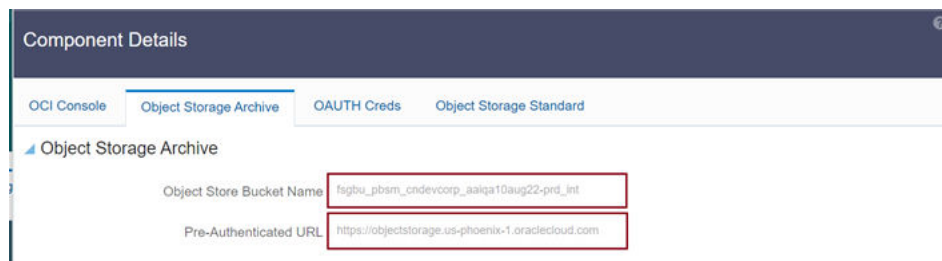 Component Details
OCI Console Object Storage Archive OAUTH Creds Object Storage Standard
Object Storage Archive
Object Store Bucket Name fsgbu_pbsm_cndevcorp_aaiqa10aug22-prd_int
Pre-Authenticated URL https://objectstorage.us-phoenix-1.oraclecloud.com